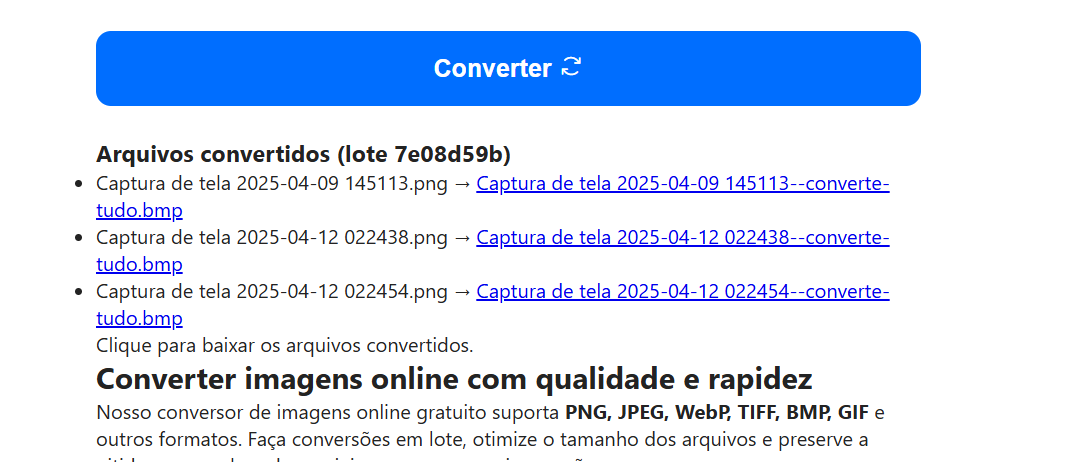 Converter
Arquivos convertidos (lote 7e08d59b)
Captura de tela 2025-04-09 145113.png → Captura de tela 2025-04-09 145113--converte-
tudo.bmp
Captura de tela 2025-04-12 022438.png → Captura de tela 2025-04-12 022438--converte-
tudo.bmp
Captura de tela 2025-04-12 022454.png → Captura de tela 2025-04-12 022454--converte-
tudo.bmp
Clique para baixar os arquivos convertidos.
Converter imagens online com qualidade e rapidez
Nosso conversor de imagens online gratuito suporta PNG, JPEG, WebP, TIFF, BMP, GIF e
outros formatos. Faça conversões em lote, otimize o tamanho dos arquivos e preserve a